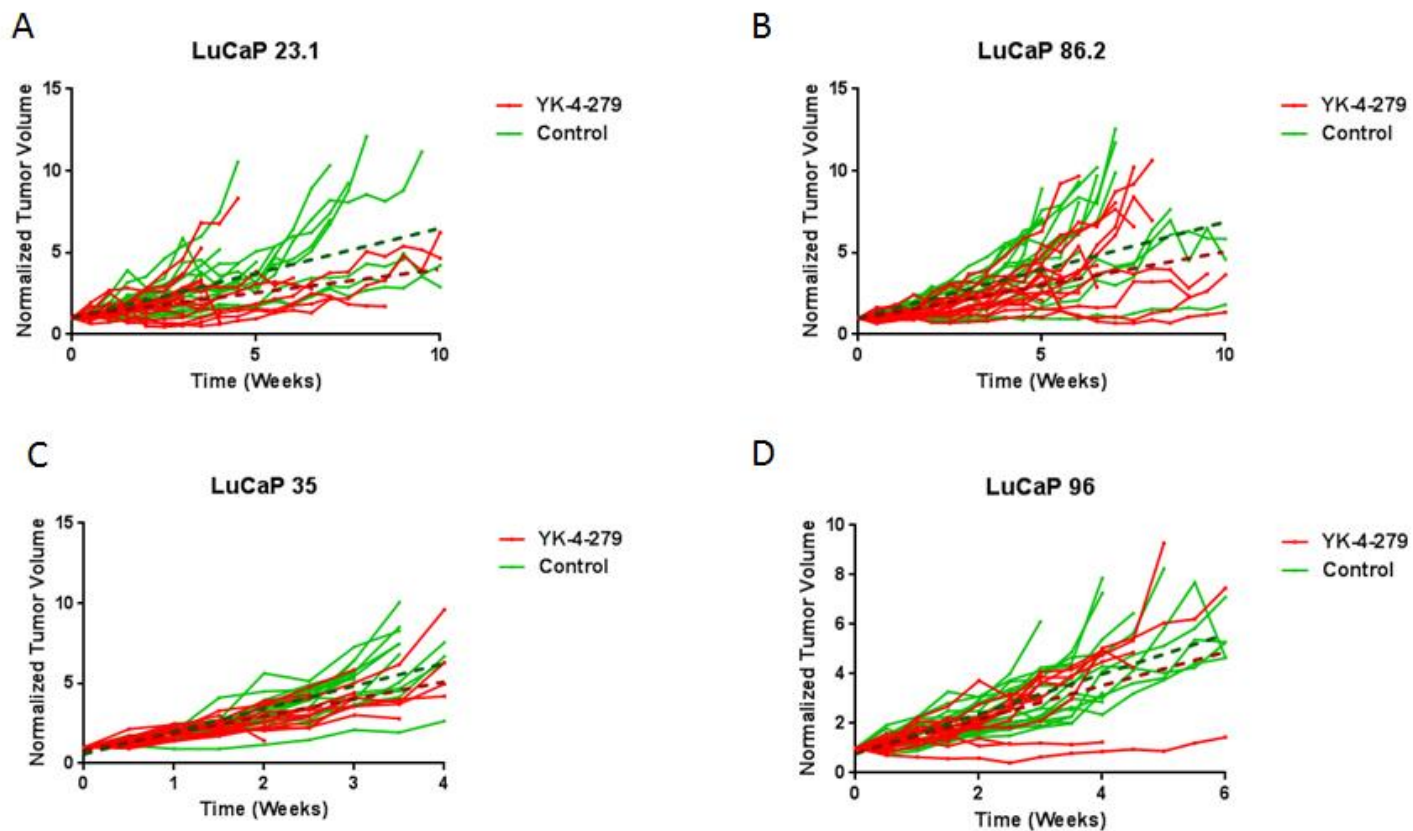 A
LuCaP 23.1
Normalized Tumor Volume
15
10
5
0
0
5
10
Time (Weeks)
YK-4-279
Control
B
LuCaP 86.2
Normalized Tumor Volume
15
10
5
0
0
5
10
Time (Weeks)
YK-4-279
Control
C
LuCaP 35
Normalized Tumor Volume
15
10
5
0
0
1
2
3
4
Time (Weeks)
YK-4-279
Control
D
LuCaP 96
Normalized Tumor Volume
10
8
6
4
2
0
0
2
4
6
Time (Weeks)
YK-4-279
Control